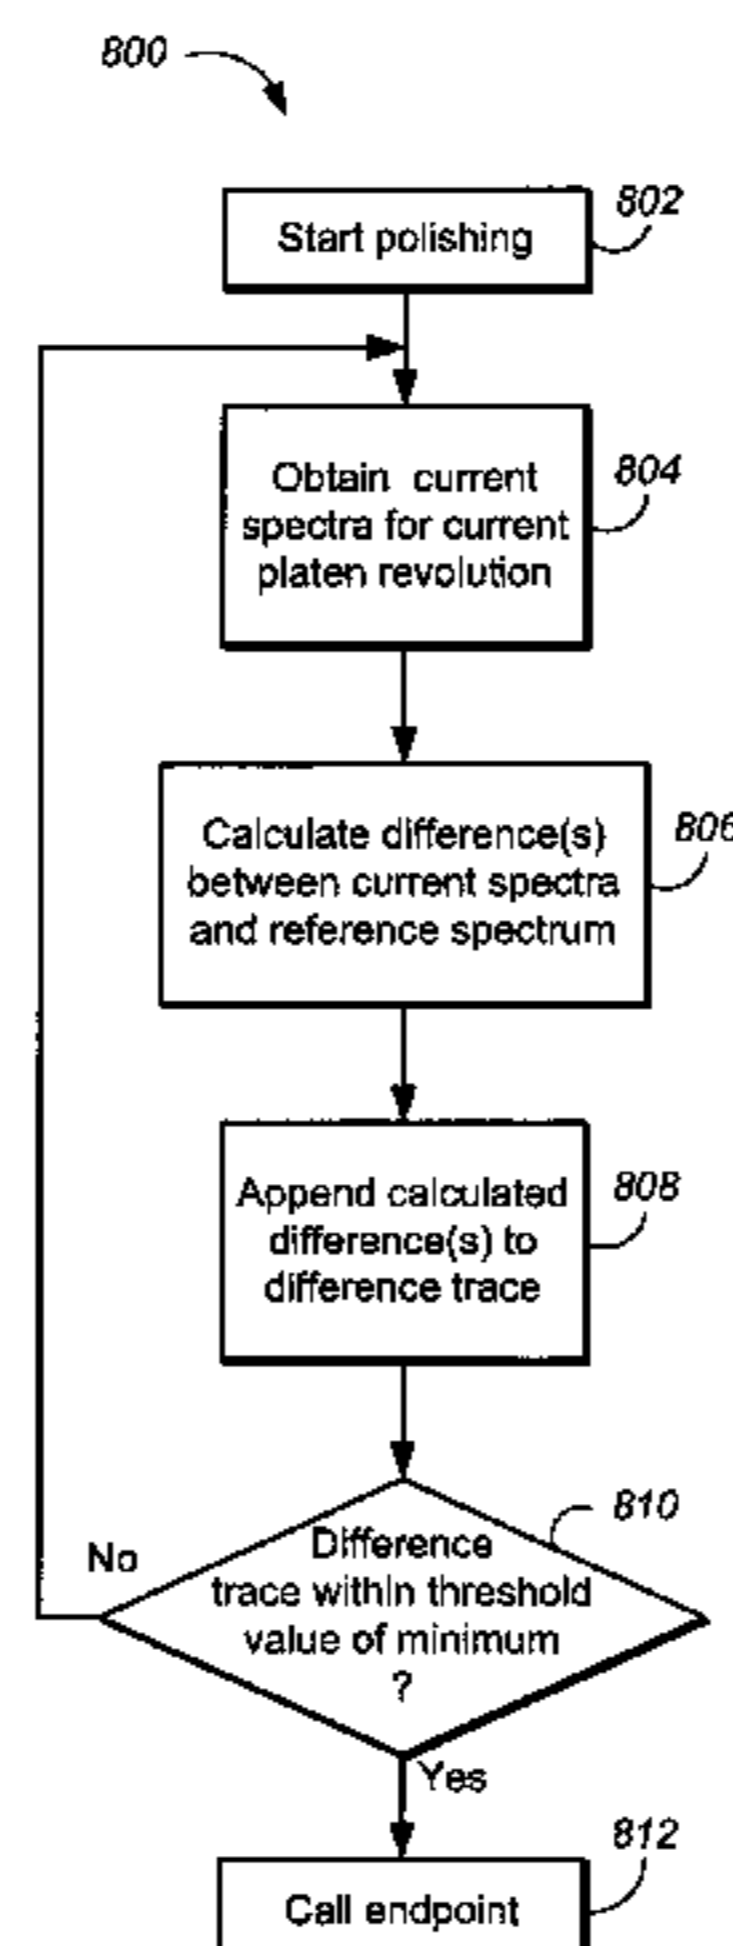 800
802
Start polishing
804
Obtain current
spectra for current
platen revolution
806
Calculate difference(s)
between current spectra
and reference spectrum
808
Append calculated
difference(s) to
difference trace
810
Difference
trace within threshold
value of minimum
?
No
Yes
812
Call endpoint